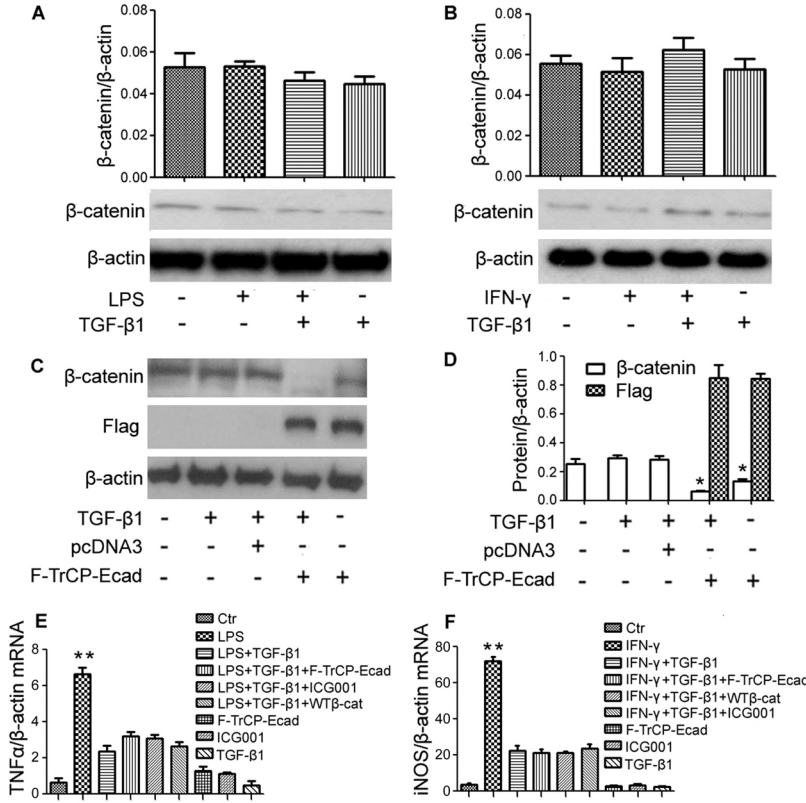 A
β-catenin/β-actin
0.08
0.06
0.04
0.02
0.00
β-catenin
β-actin
LPS - + + -
TGF-β1 - - + +
B
β-catenin/β-actin
0.08
0.06
0.04
0.02
0.00
β-catenin
β-actin
IFN-γ - + + -
TGF-β1 - - + +
C
β-catenin
Flag
β-actin
TGF-β1 - + + + -
pcDNA3 - - + - -
F-TrCP-Ecad - - - + +
D
Protein/β-actin
1.0
0.8
0.6
0.4
0.2
0.0
β-catenin
Flag
* *
TGF-β1 - + + + -
pcDNA3 - - + - -
F-TrCP-Ecad - - - + +
E
TNFα/β-actin mRNA
8
6
4
2
0
**
Ctr
LPS
LPS+TGF-β1
LPS+TGF-β1+F-TrCP-Ecad
LPS+TGF-β1+ICG001
LPS+TGF-β1+WTβ-cat
F-TrCP-Ecad
ICG001
TGF-β1
F
iNOS/β-actin mRNA
80
60
40
20
0
**
Ctr
IFN-γ
IFN-γ+TGF-β1
IFN-γ+TGF-β1+F-TrCP-Ecad
IFN-γ+TGF-β1+WTβ-cat
IFN-γ+TGF-β1+ICG001
F-TrCP-Ecad
ICG001
TGF-β1